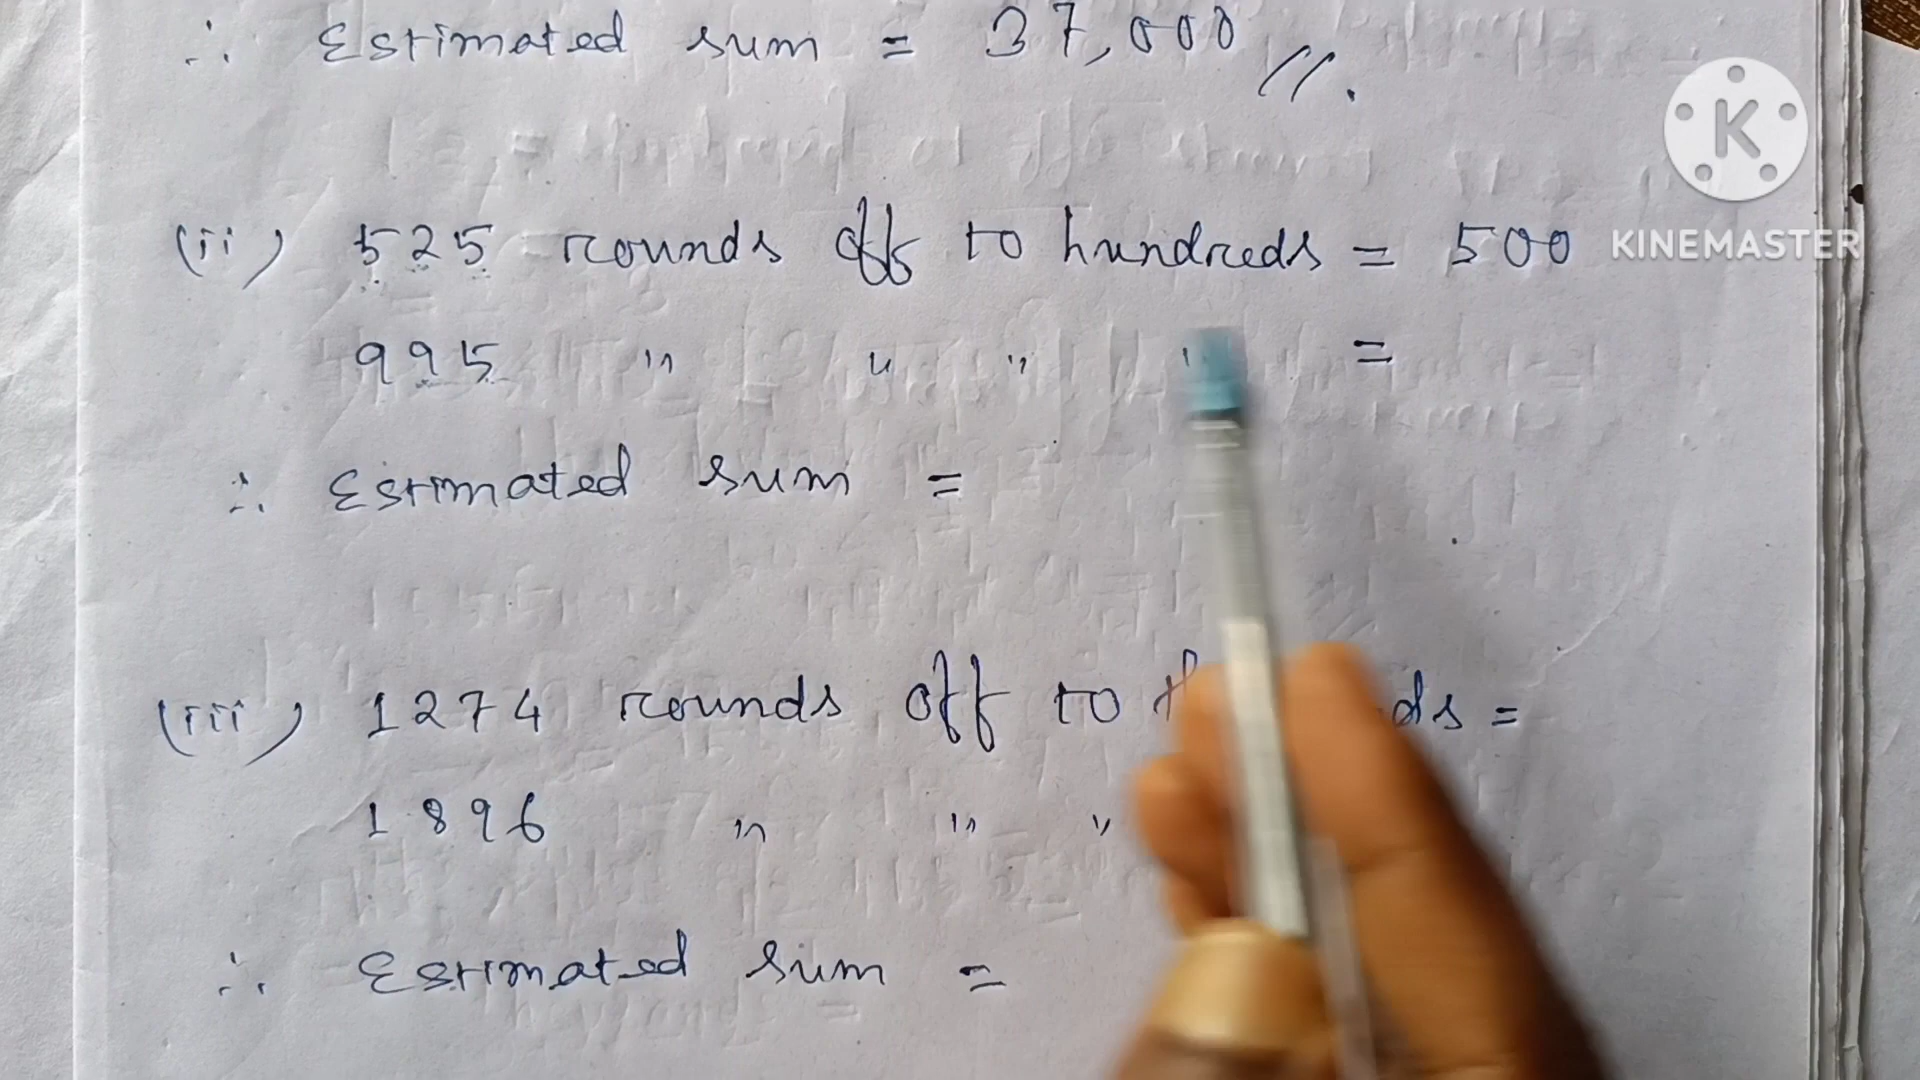 ∴ Estimated sum = 37,000 //.
K
KINEMASTER
(ii) 525 rounds off to hundreds = 500
995 " " " " =
∴ Estimated sum =
(iii) 1274 rounds off to =
1896 " " "
∴ Estimated sum =